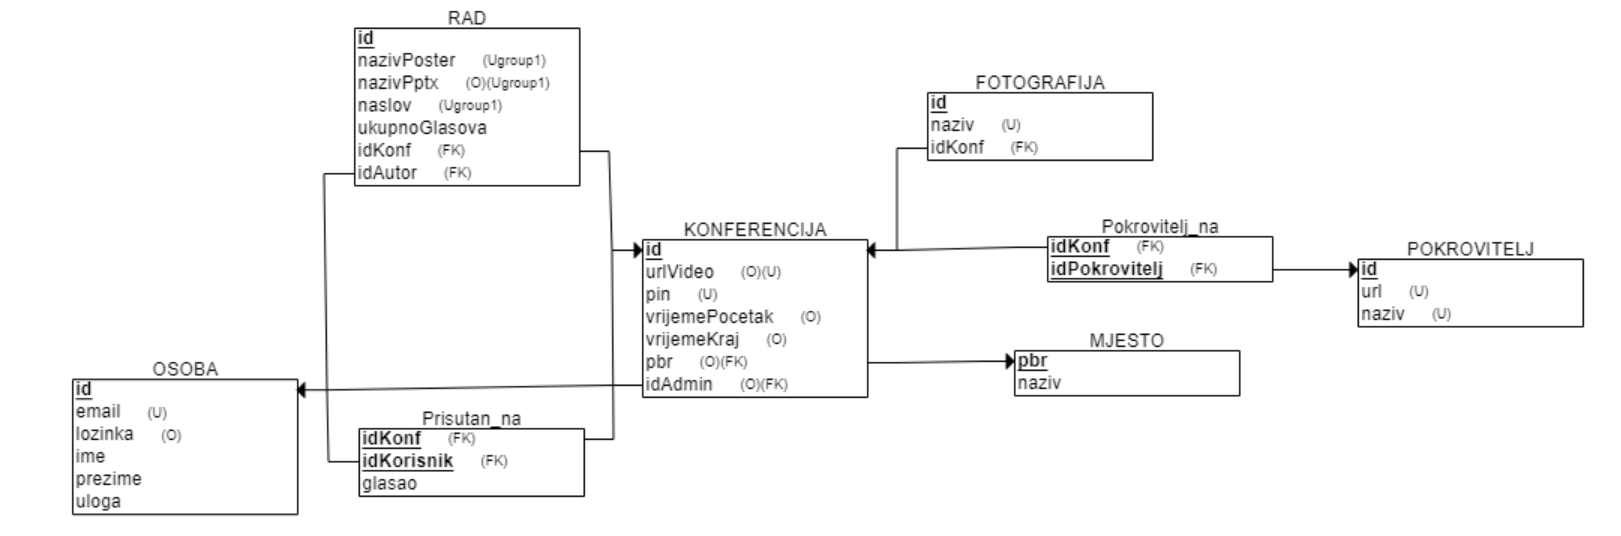 RAD
id
nazivPoster (Ugroup1)
nazivPptx (O)(Ugroup1)
naslov (Ugroup1)
ukupnoGlasova
idKonf (FK)
idAutor (FK)
FOTOGRAFIJA
id
naziv (U)
idKonf (FK)
KONFERENCIJA
id
urlVideo (O)(U)
pin (U)
vrijemePocetak (O)
vrijemeKraj (O)
pbr (O)(FK)
idAdmin (O)(FK)
Pokrovitelj_na
idKonf (FK)
idPokrovitelj (FK)
POKROVITELJ
id
url (U)
naziv (U)
MJESTO
pbr
naziv
OSOBA
id
email (U)
lozinka (O)
ime
prezime
uloga
Prisutan_na
idKonf (FK)
idKorisnik (FK)
glasao